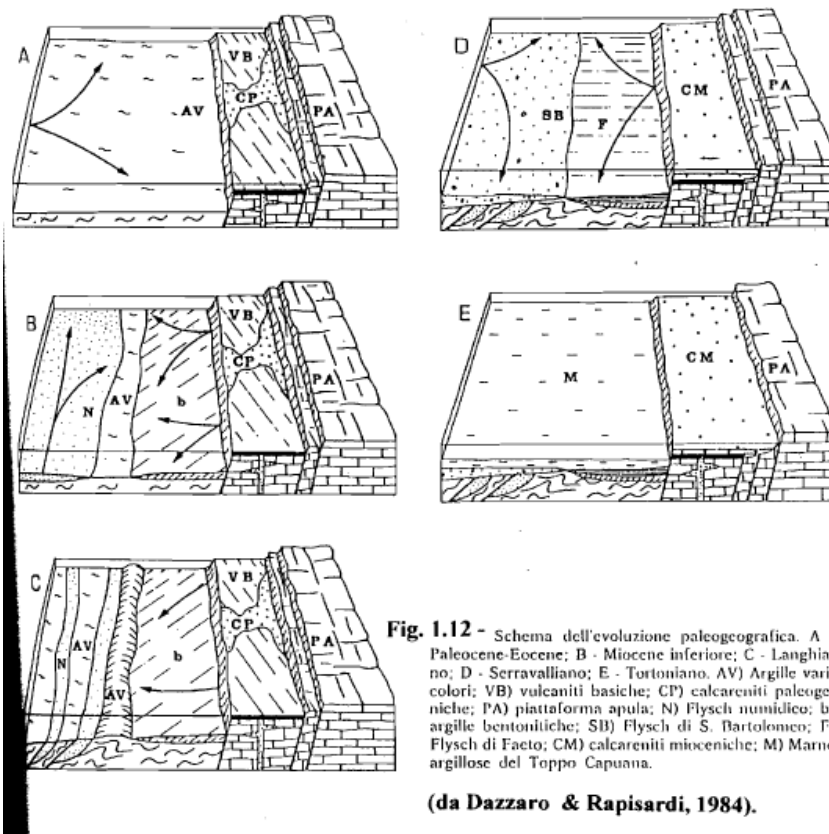 A
AV
VB
CP
PA
D
SB
F
CM
PA
B
N
AV
b
VB
CP
PA
E
M
CM
PA
C
N
AV
AV
b
VB
CP
PA
Fig. 1.12 - Schema dell'evoluzione paleogeografica. A
Paleocene-Eocene; B - Miocene inferiore; C - Langhia
no; D - Serravalliano; E - Tortoniano. AV) Argille vari
colori; VB) vulcaniti basiche; CP) calcareniti paleoge
niche; PA) piattaforma apula; N) Flysch numidico; b
argille bentonitiche; SB) Flysch di S. Bartolomeo; F
Flysch di Faeto; CM) calcareniti mioceniche; M) Marn
argillose del Toppo Capuana.
(da Dazzaro & Rapisardi, 1984).